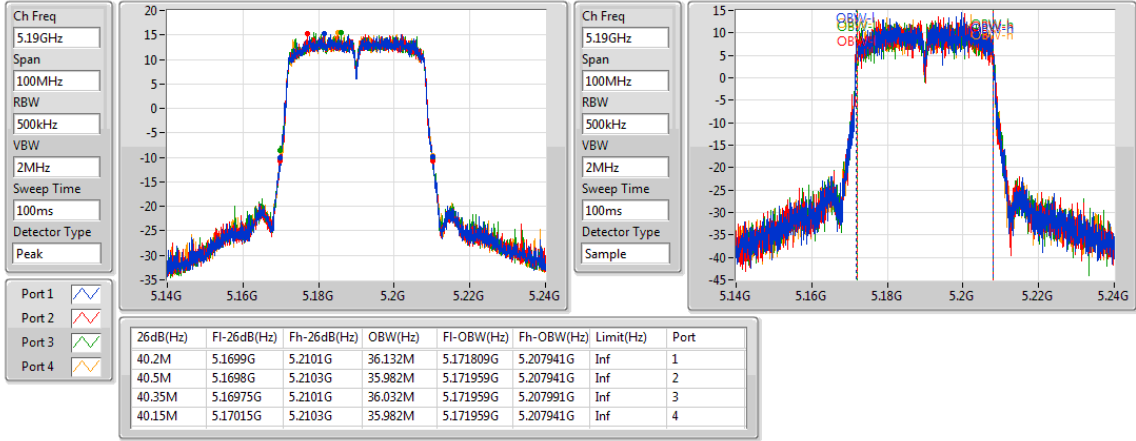 Ch Freq
5.19GHz
Span
100MHz
RBW
500kHz
VBW
2MHz
Sweep Time
100ms
Detector Type
Peak
20
15
10
5
0
-5
-10
-15
-20
-25
-30
-35
5.14G 5.16G 5.18G 5.2G 5.22G 5.24G
Ch Freq
5.19GHz
Span
100MHz
RBW
500kHz
VBW
2MHz
Sweep Time
100ms
Detector Type
Sample
15
10
5
0
-5
-10
-15
-20
-25
-30
-35
-40
-45
OBW-l OBW-h
5.14G 5.16G 5.18G 5.2G 5.22G 5.24G
Port 1
Port 2
Port 3
Port 4
26dB(Hz) Fl-26dB(Hz) Fh-26dB(Hz) OBW(Hz) Fl-OBW(Hz) Fh-OBW(Hz) Limit(Hz) Port
40.2M 5.1699G 5.2101G 36.132M 5.171809G 5.207941G Inf 1
40.5M 5.1698G 5.2103G 35.982M 5.171959G 5.207941G Inf 2
40.35M 5.16975G 5.2101G 36.032M 5.171959G 5.207991G Inf 3
40.15M 5.17015G 5.2103G 35.982M 5.171959G 5.207941G Inf 4